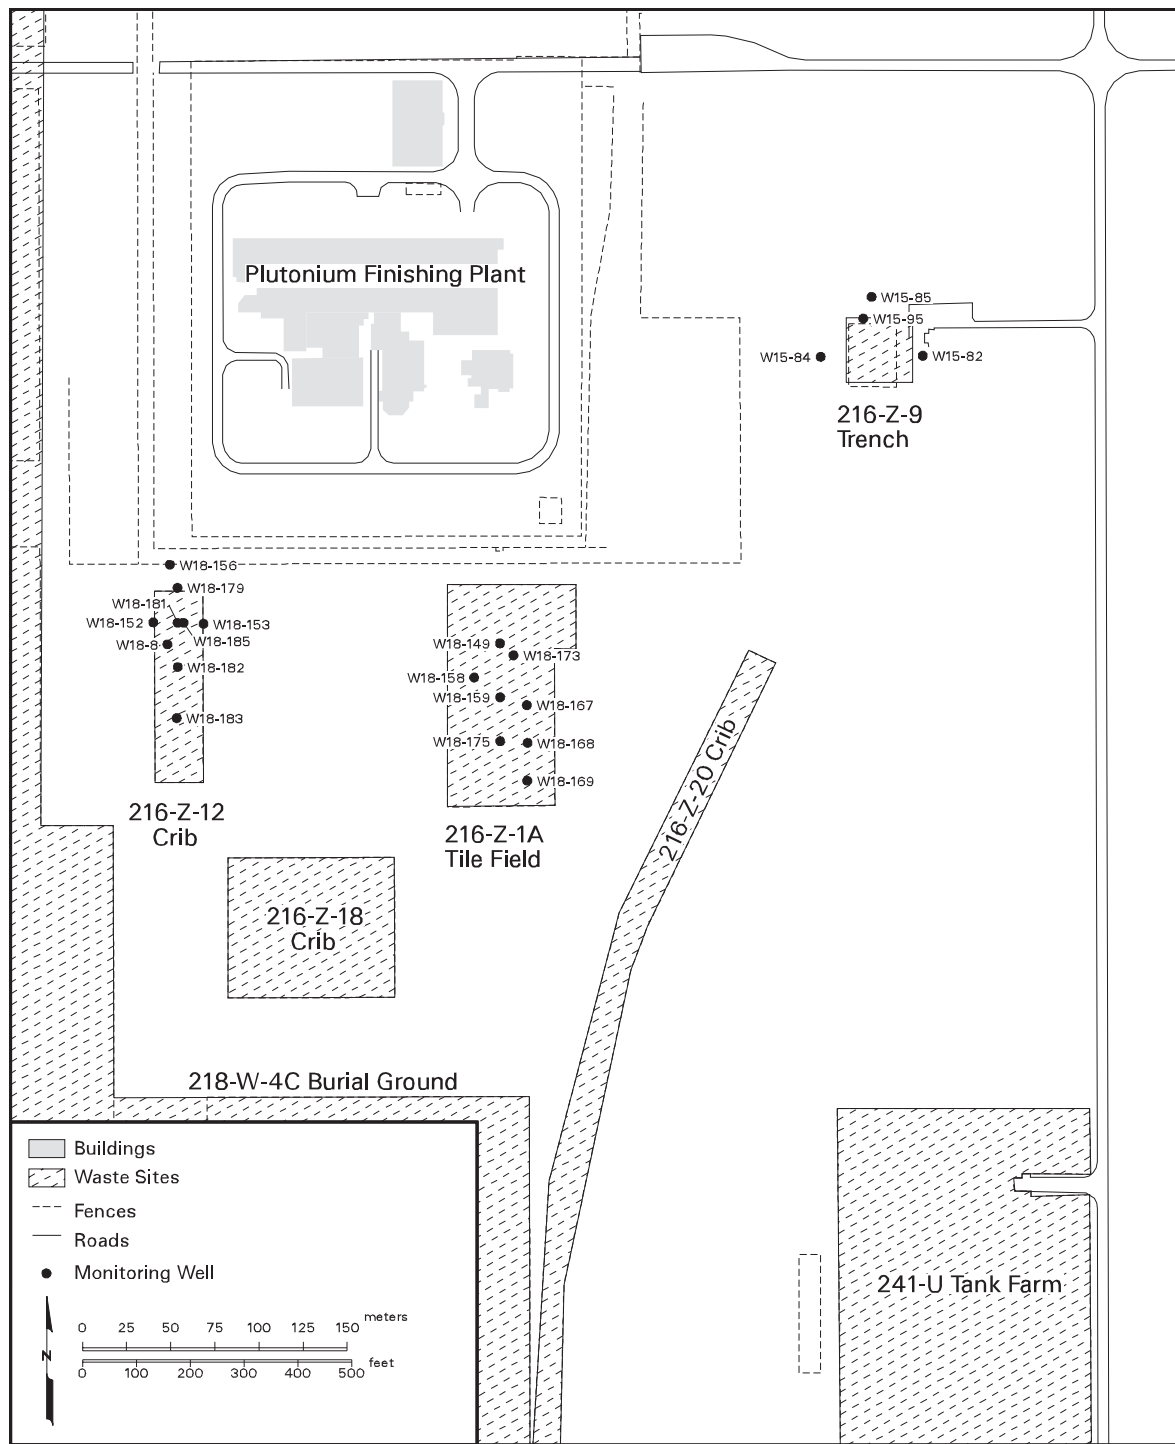 Plutonium Finishing Plant
W15-85
W15-95
W15-84
W15-82
216-Z-9
Trench
W18-156
W18-179
W18-181
W18-152
W18-153
W18-185
W18-8
W18-182
W18-183
216-Z-12
Crib
W18-149
W18-173
W18-158
W18-159
W18-167
W18-175
W18-168
W18-169
216-Z-1A
Tile Field
216-Z-20 Crib
216-Z-18
Crib
218-W-4C Burial Ground
241-U Tank Farm
Buildings
Waste Sites
Fences
Roads
Monitoring Well
N
0 25 50 75 100 125 150 meters
0 100 200 300 400 500 feet